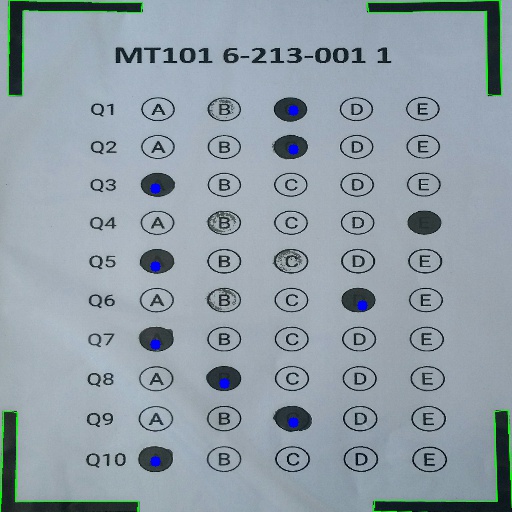 MT101 6-213-001 1
Q1 A B C D E
Q2 A B C D E
Q3 A B C D E
Q4 A B C D E
Q5 A B C D E
Q6 A B C D E
Q7 A B C D E
Q8 A B C D E
Q9 A B C D E
Q10 A B C D E